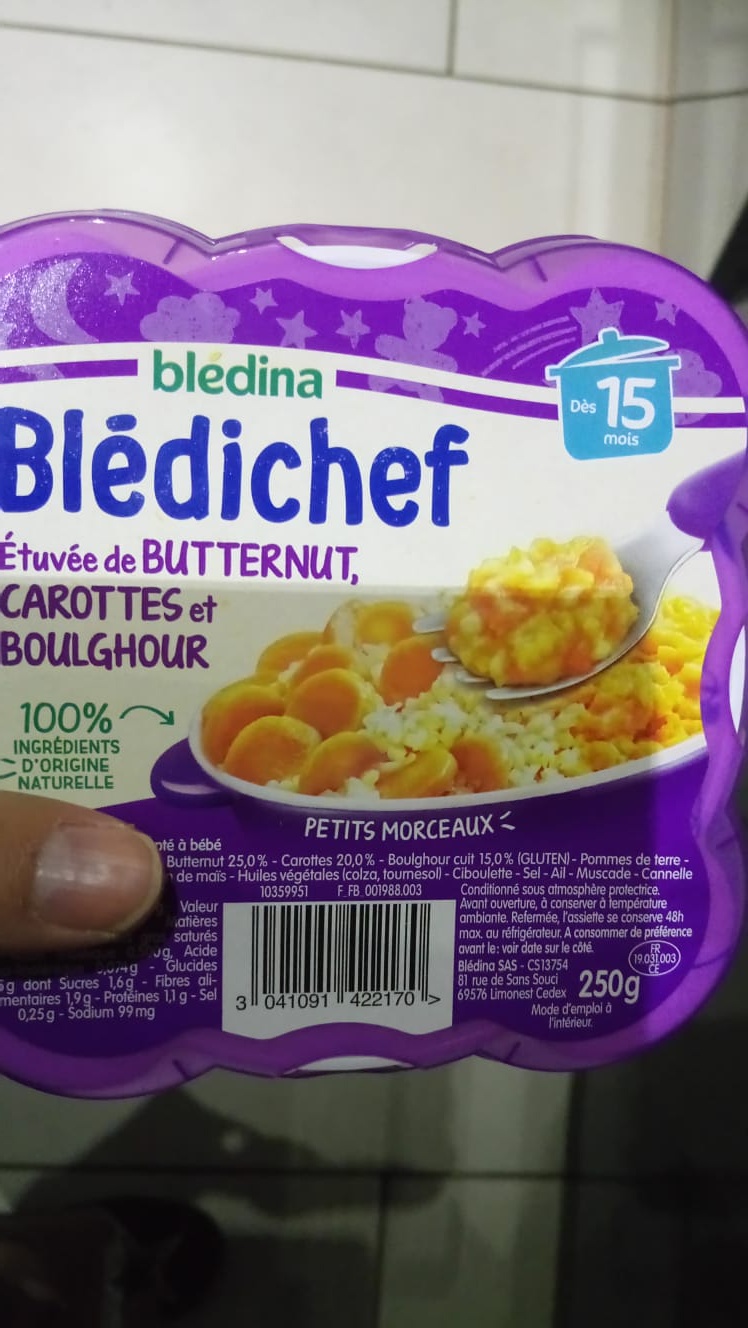 blédina
Dès 15
mois
Blédichef
Étuvée de BUTTERNUT,
CAROTTES et
BOULGHOUR
100%
INGRÉDIENTS
D'ORIGINE
NATURELLE
PETITS MORCEAUX
à bébé
Butternut 25,0% - Carottes 20,0% - Boulghour cuit 15,0% (GLUTEN) - Pommes de terre -
de maïs - Huiles végétales (colza, tournesol) - Ciboulette - Sel - Ail - Muscade - Cannelle
10359951 F_FB_001988.003
Valeur
saturés
Acide
- Glucides
dont Sucres 1,6g - Fibres ali-
mentaires 1,9g - Protéines 1,1g - Sel
0,25g - Sodium 99mg
3 041091 422170 >
Conditionné sous atmosphère protectrice.
Avant ouverture, à conserver à température
ambiante. Refermée, l'assiette se conserve 48h
max. au réfrigérateur. A consommer de préférence
avant le: voir date sur le côté.
Blédina SAS - CS13754
81 rue de Sans Souci
69576 Limonest Cedex
250g
FR
19.031.003
CE
Mode d'emploi à
l'intérieur.